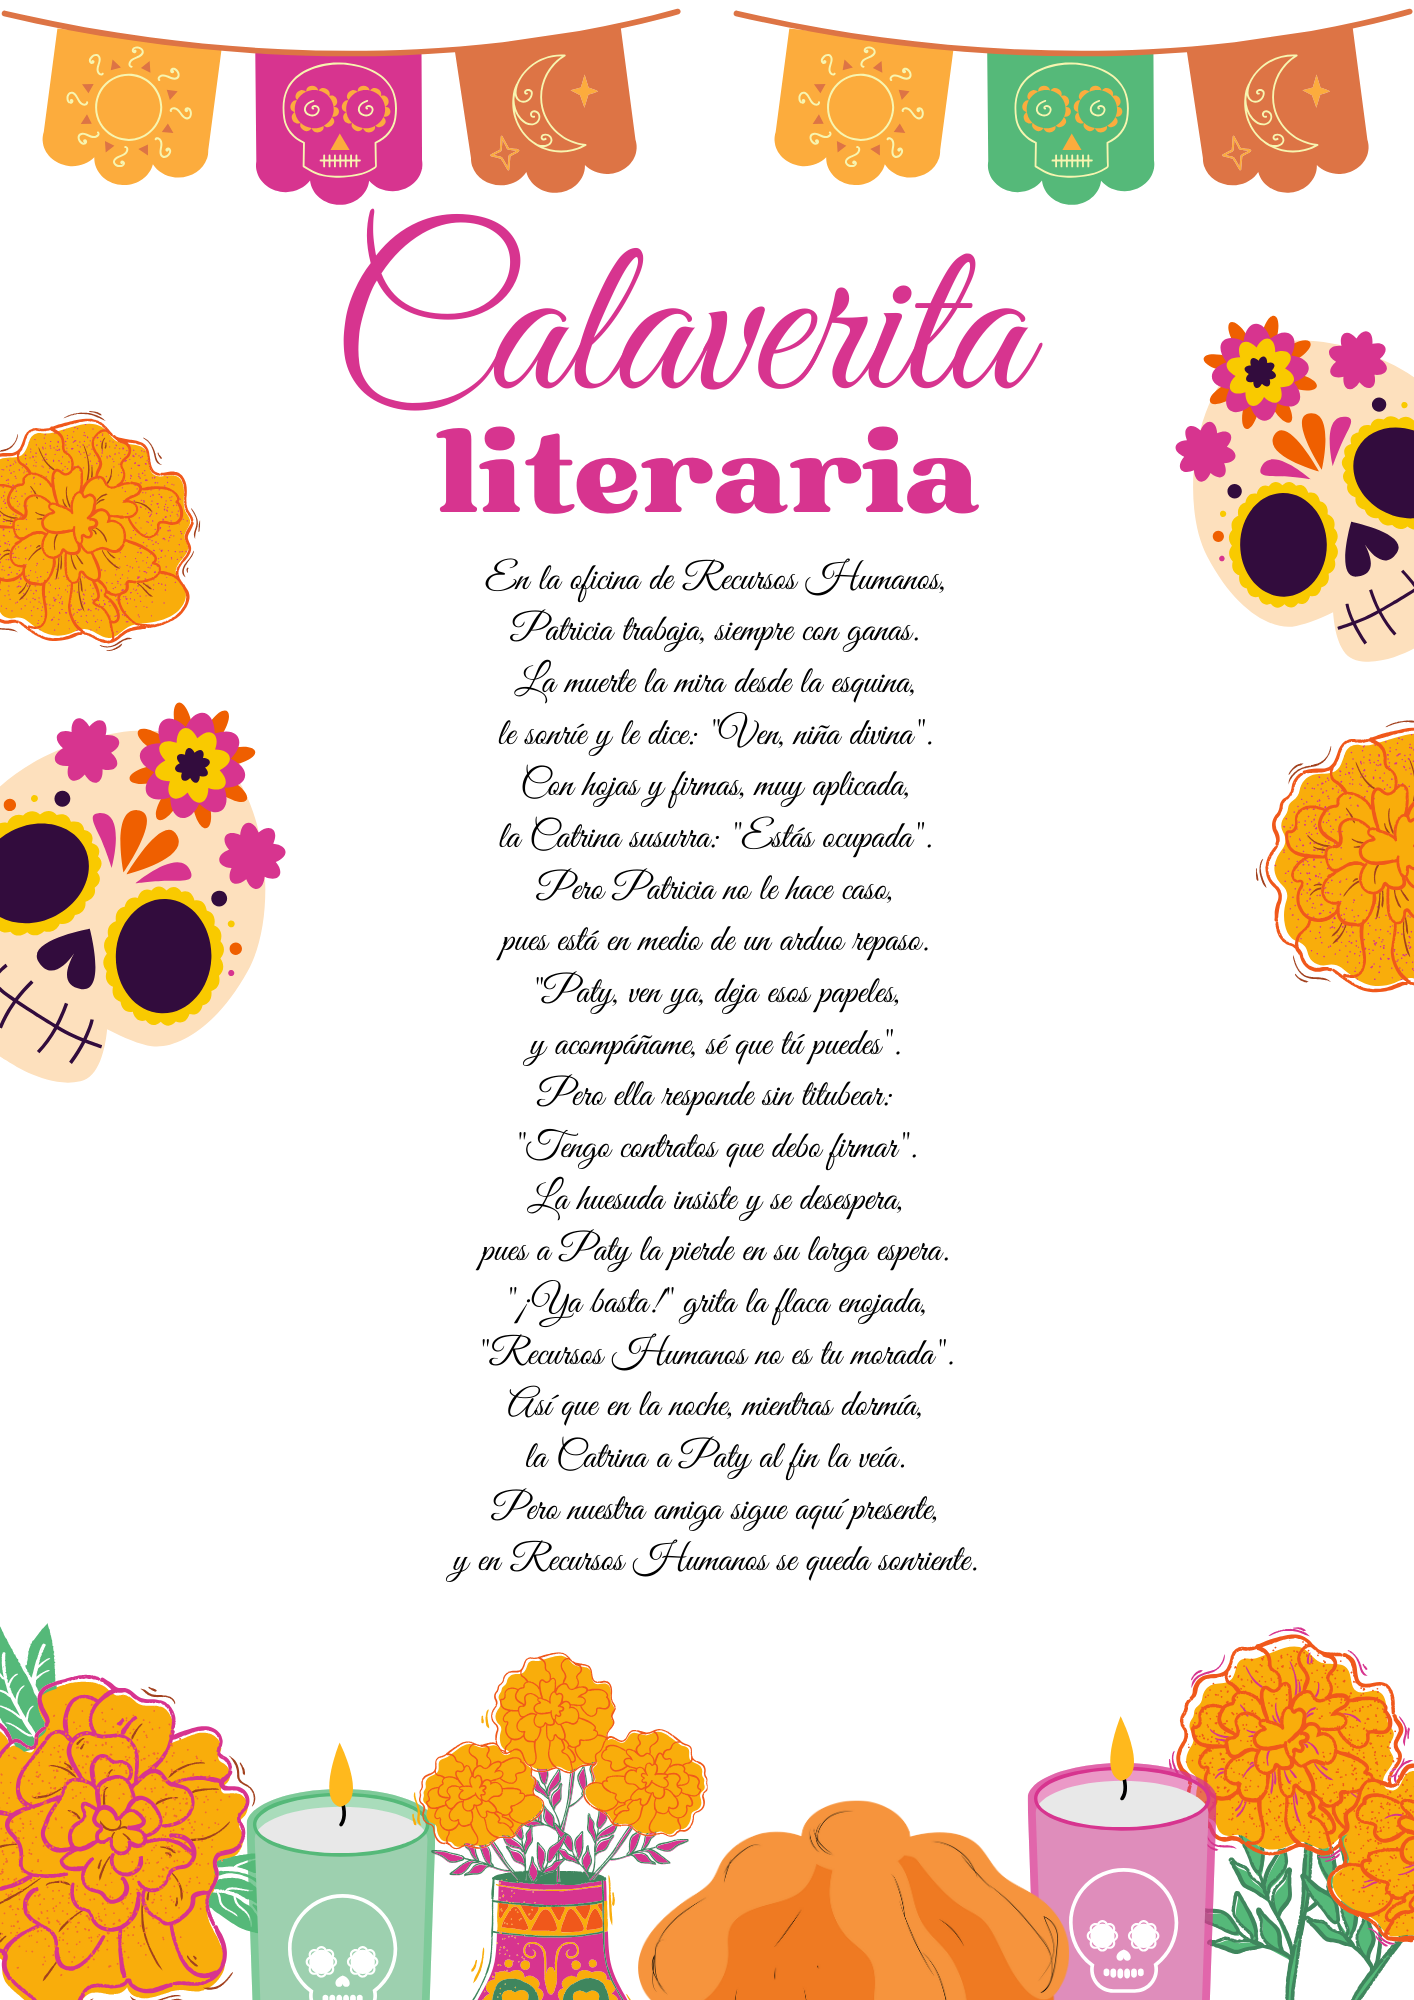 Calaverita
literaria
En la oficina de Recursos Humanos,
Patricia trabaja, siempre con ganas.
La muerte la mira desde la esquina,
le sonríe y le dice: "Ven, niña divina".
Con hojas y firmas, muy aplicada,
la Catrina susurra: "Estás ocupada".
Pero Patricia no le hace caso,
pues está en medio de un arduo repaso.
"Paty, ven ya, deja esos papeles,
y acompáñame, sé que tú puedes".
Pero ella responde sin titubear:
"Tengo contratos que debo firmar".
La huesuda insiste y se desespera,
pues a Paty la pierde en su larga espera.
"¡Ya basta!" grita la flaca enojada,
"Recursos Humanos no es tu morada".
Así que en la noche, mientras dormía,
la Catrina a Paty al fin la veía.
Pero nuestra amiga sigue aquí presente,
y en Recursos Humanos se queda sonriente.